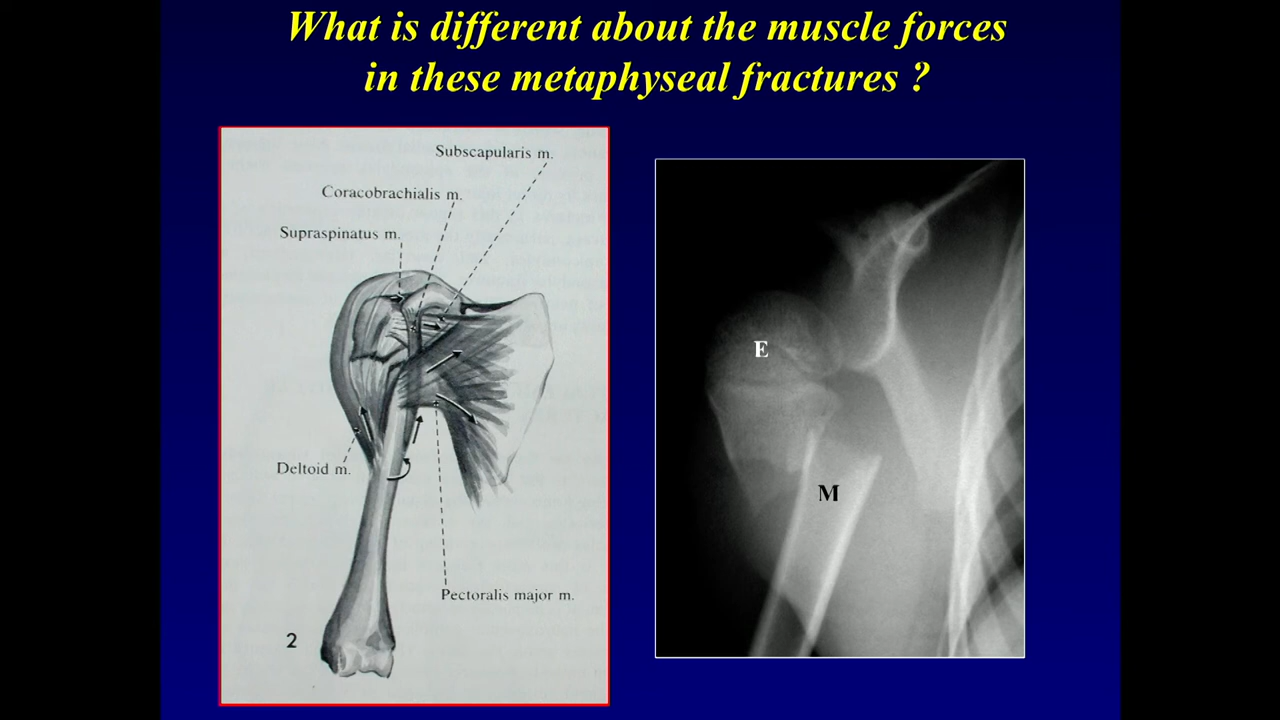 What is different about the muscle forces
in these metaphyseal fractures ?
Subscapularis m.
Coracobrachialis m.
Supraspinatus m.
Deltoid m.
Pectoralis major m.
2
E
M